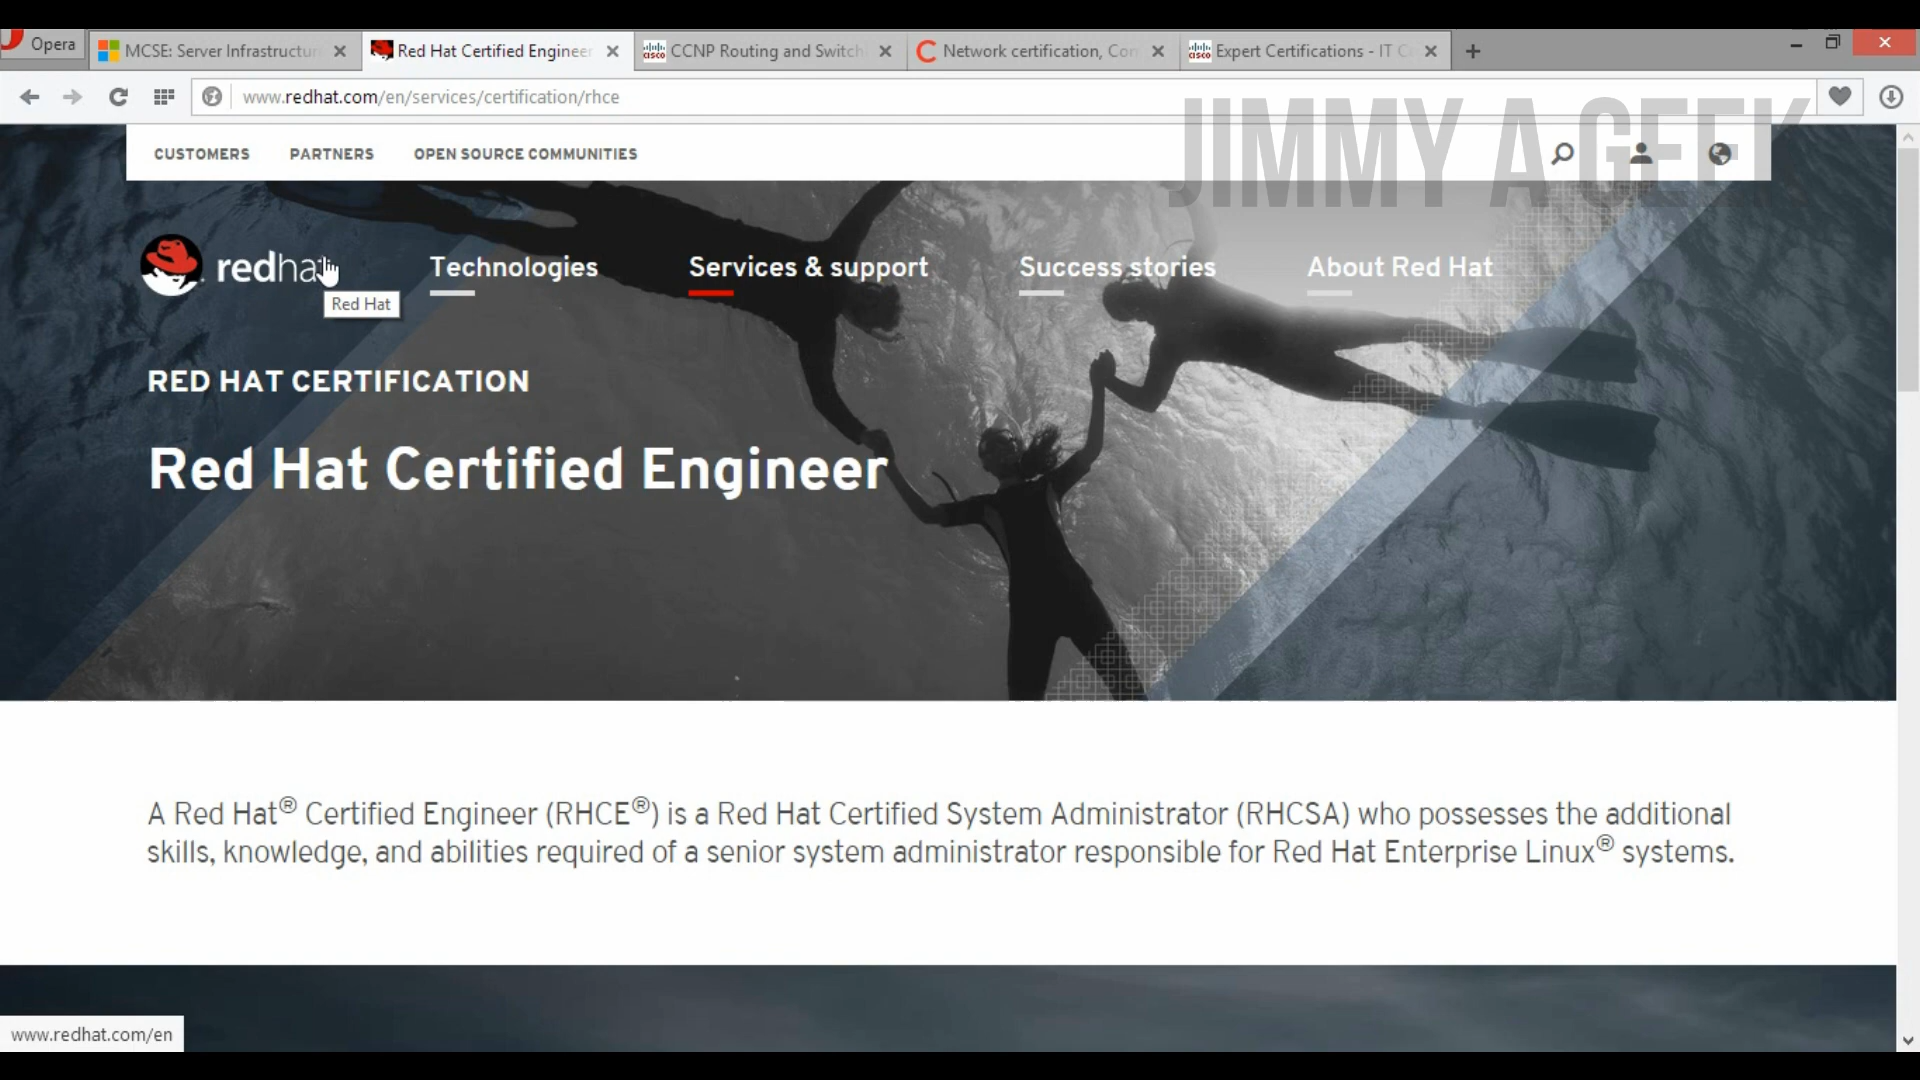 Opera
MCSE: Server Infrastructur
Red Hat Certified Engineer
CCNP Routing and Switch
Network certification, Com
Expert Certifications - IT C
www.redhat.com/en/services/certification/rhce
JIMMY A GEEK
CUSTOMERS
PARTNERS
OPEN SOURCE COMMUNITIES
redhat
Technologies
Services & support
Success stories
About Red Hat
Red Hat
RED HAT CERTIFICATION
Red Hat Certified Engineer
A Red Hat® Certified Engineer (RHCE®) is a Red Hat Certified System Administrator (RHCSA) who possesses the additional
skills, knowledge, and abilities required of a senior system administrator responsible for Red Hat Enterprise Linux® systems.
www.redhat.com/en